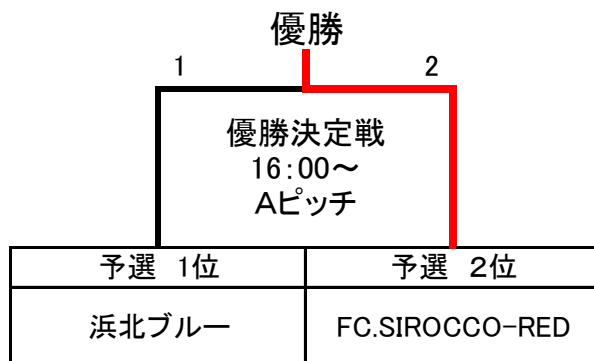 優勝
1 2
優勝決定戦
16:00～
Aピッチ
予選 1位 予選 2位
浜北ブルー FC.SIROCCO-RED